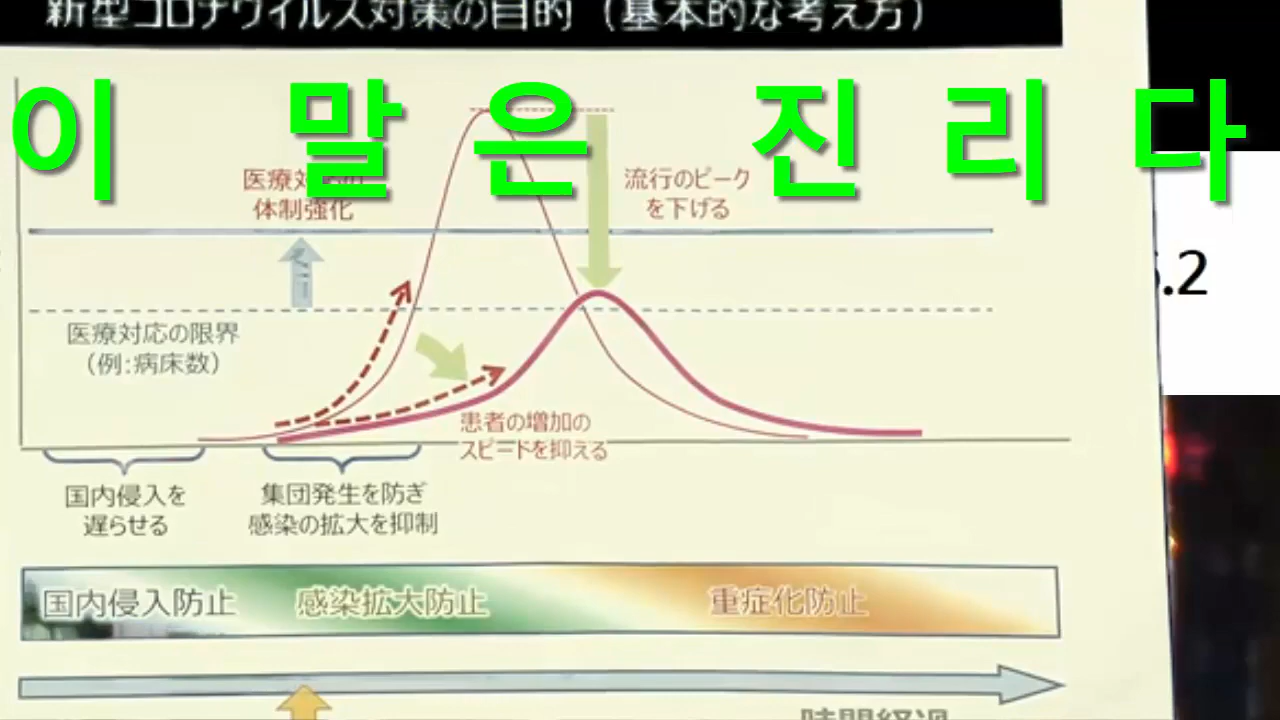 新型コロナウイルス対策の目的（基本的な考え方）
이 말은 진리다
体制強化
流行のピーク
を下げる
.2
医療対応の限界
（例：病床数）
患者の増加の
スピードを抑える
国内侵入を
遅らせる
集団発生を防ぎ
感染の拡大を抑制
国内侵入防止
感染拡大防止
重症化防止
時間経過